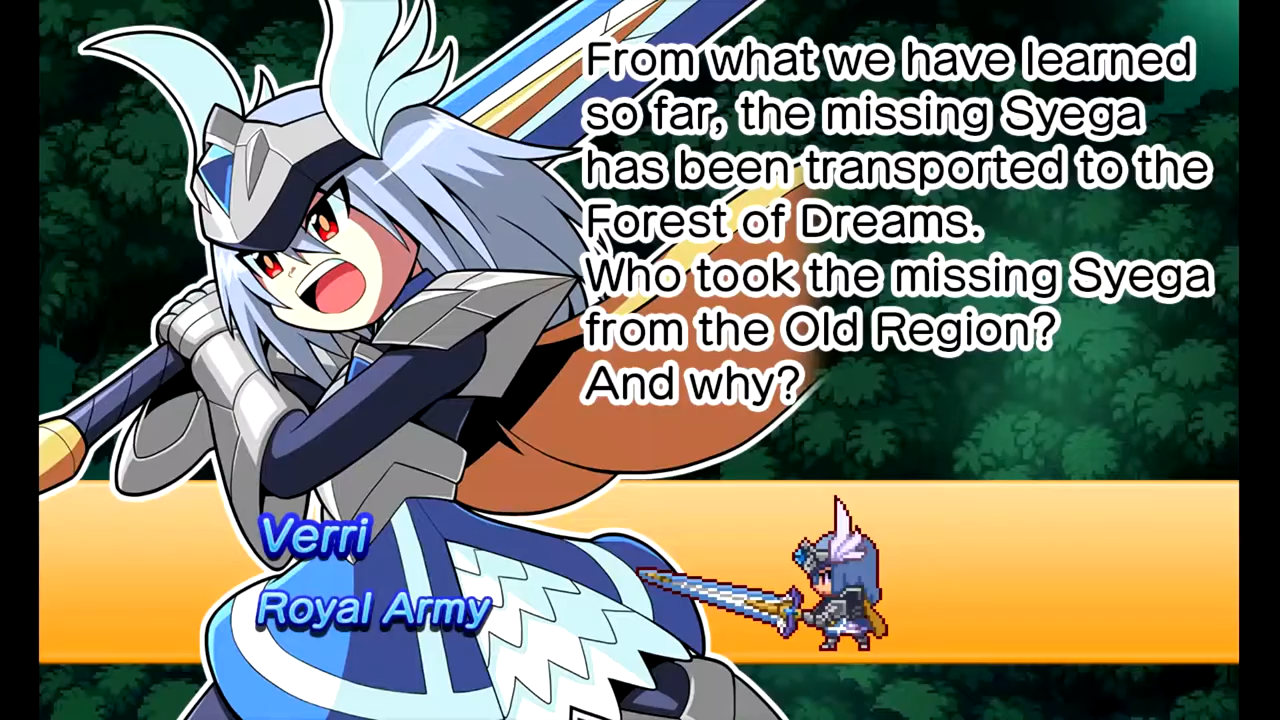 From what we have learned
so far, the missing Syega
has been transported to the
Forest of Dreams.
Who took the missing Syega
from the Old Region?
And why?
Verri
Royal Army